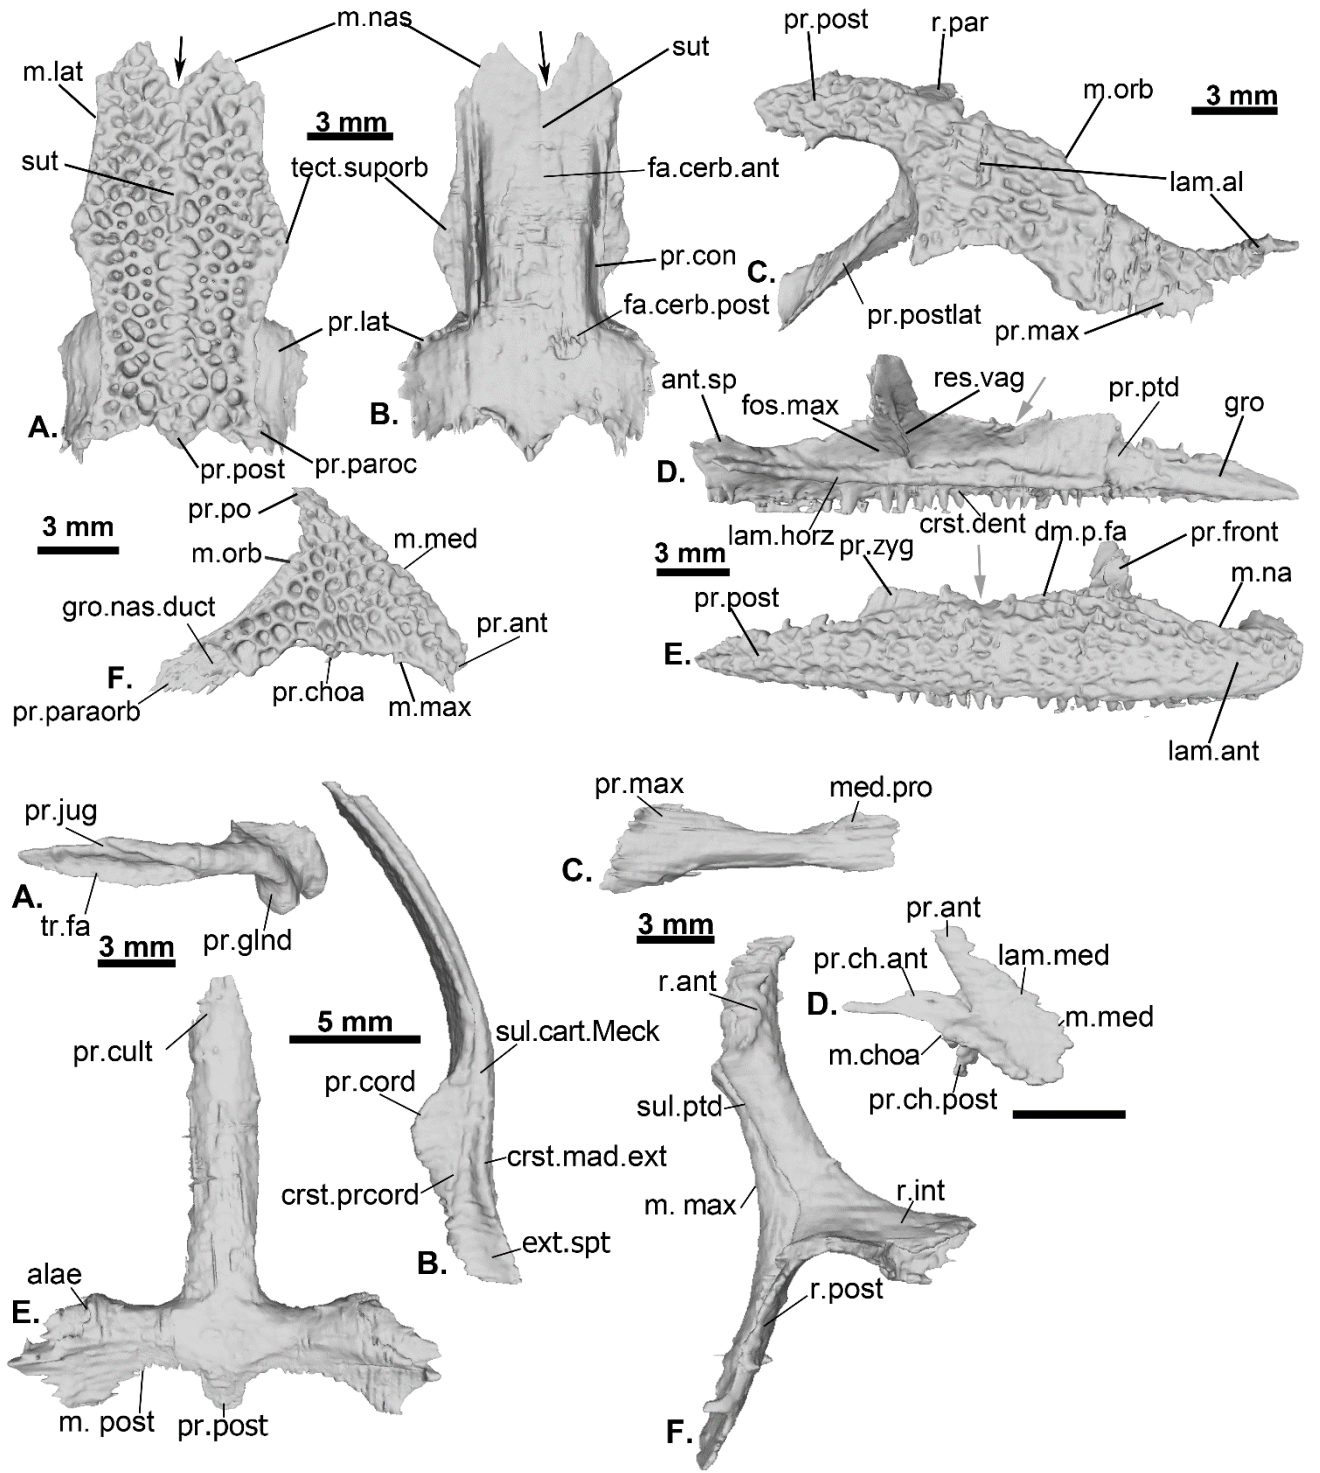 m.nas
m.lat
sut
3 mm
sut
tect.suporb
fa.cerb.ant
pr.con
fa.cerb.post
pr.lat
A.
B.
pr.post
pr.paroc
pr.post
r.par
m.orb
3 mm
lam.al
C.
pr.postlat
pr.max
ant.sp
res.vag
fos.max
pr.ptd
gro
D.
lam.horz
crst.dent
3 mm
pr.zyg
dm.p.fa
pr.front
m.na
pr.post
E.
lam.ant
pr.po
3 mm
m.orb
m.med
gro.nas.duct
pr.ant
F.
pr.choa
m.max
pr.paraorb
pr.jug
A.
tr.fa
pr.glnd
3 mm
5 mm
sul.cart.Meck
pr.cord
crst.mad.ext
crst.prcord
ext.spt
B.
pr.max
med.pro
C.
3 mm
pr.ant
pr.ch.ant
lam.med
D.
m.med
m.choa
pr.ch.post
pr.cult
alae
E.
m. post
pr.post
r.ant
sul.ptd
m. max
r.int
r.post
F.